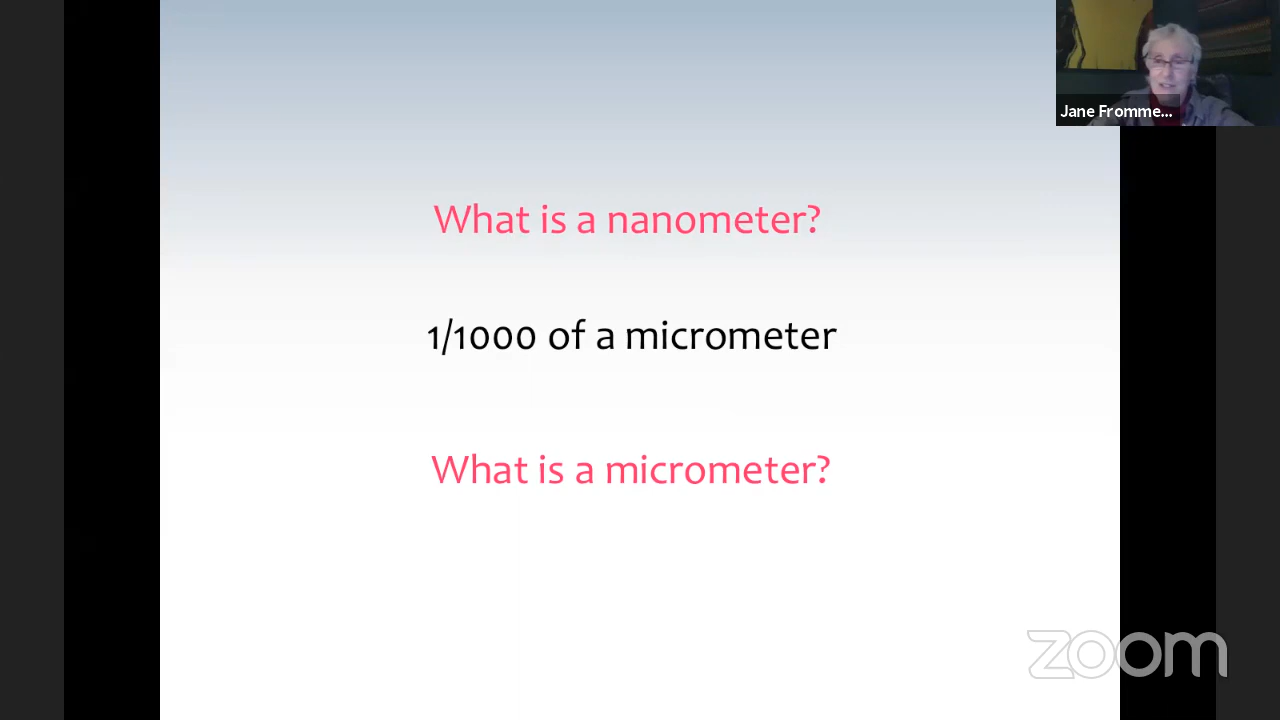 Jane Fromme...
What is a nanometer?
1/1000 of a micrometer
What is a micrometer?
zoom